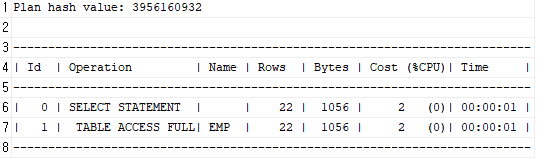 1 Plan hash value: 3956160932
2
3 --------------------------------------------------------------------------
4 | Id  | Operation         | Name | Rows  | Bytes | Cost (%CPU)| Time     |
5 --------------------------------------------------------------------------
6 |   0 | SELECT STATEMENT  |      |    22 |  1056 |     2   (0)| 00:00:01 |
7 |   1 |  TABLE ACCESS FULL| EMP  |    22 |  1056 |     2   (0)| 00:00:01 |
8 --------------------------------------------------------------------------